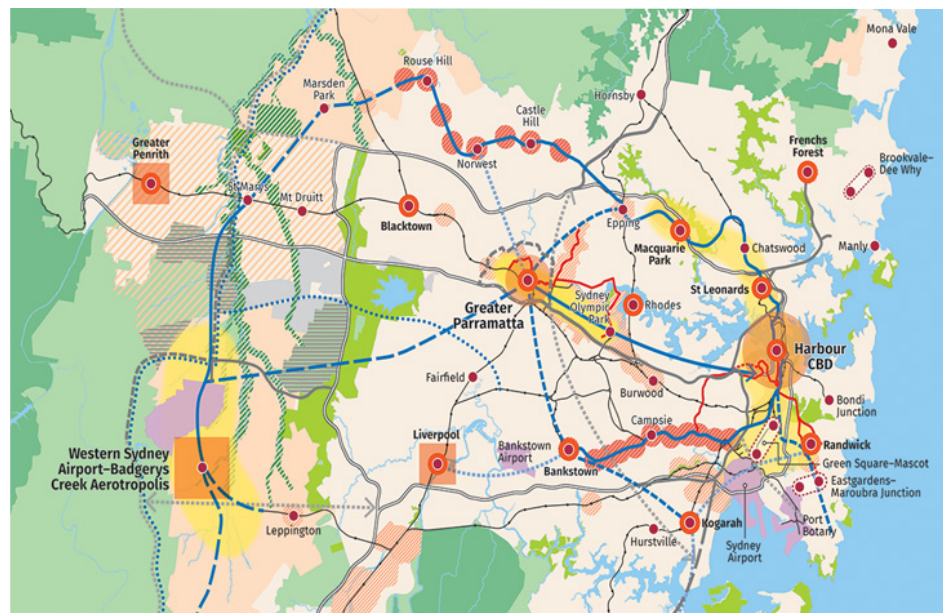 Mona Vale
Rouse Hill
Marsden
Park
Hornsby
Castle
Hill
Greater
Penrith
Norwest
Frenchs
Forest
Brookvale–
Dee Why
St Marys
Mt Druitt
Blacktown
Epping
Macquarie
Park
Chatswood
Manly
St Leonards
Greater
Parramatta
Sydney
Olympic
Park
Rhodes
Harbour
CBD
Fairfield
Burwood
Bondi
Junction
Campsie
Liverpool
Bankstown
Airport
Bankstown
Randwick
Green Square–Mascot
Eastgardens–
Maroubra Junction
Western Sydney
Airport–Badgerys
Creek Aerotropolis
Leppington
Hurstville
Kogarah
Sydney
Airport
Port
Botany